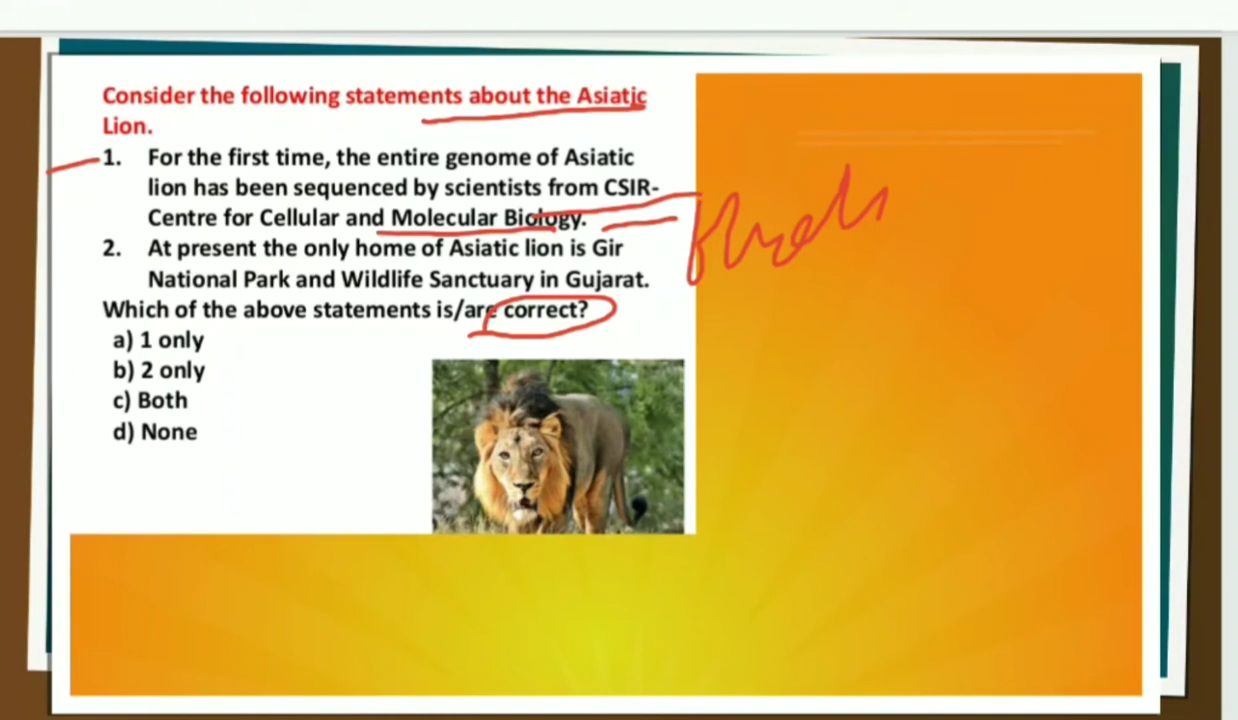 Consider the following statements about the Asiatic
Lion.
1. For the first time, the entire genome of Asiatic
lion has been sequenced by scientists from CSIR-
Centre for Cellular and Molecular Biology.
2. At present the only home of Asiatic lion is Gir
National Park and Wildlife Sanctuary in Gujarat.
Which of the above statements is/are correct?
a) 1 only
b) 2 only
c) Both
d) None